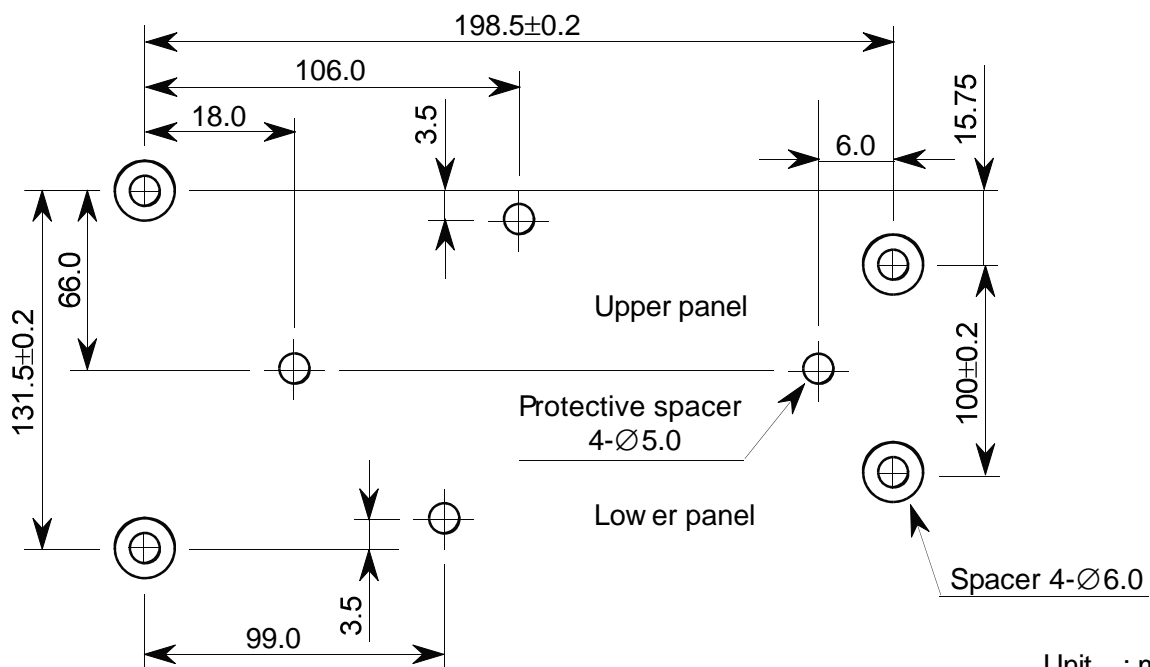 198.5±0.2
106.0
18.0
3.5
15.75
6.0
66.0
131.5±0.2
Upper panel
100±0.2
Protective spacer
4-∅5.0
Lower panel
Spacer 4-∅6.0
3.5
99.0
Unit :